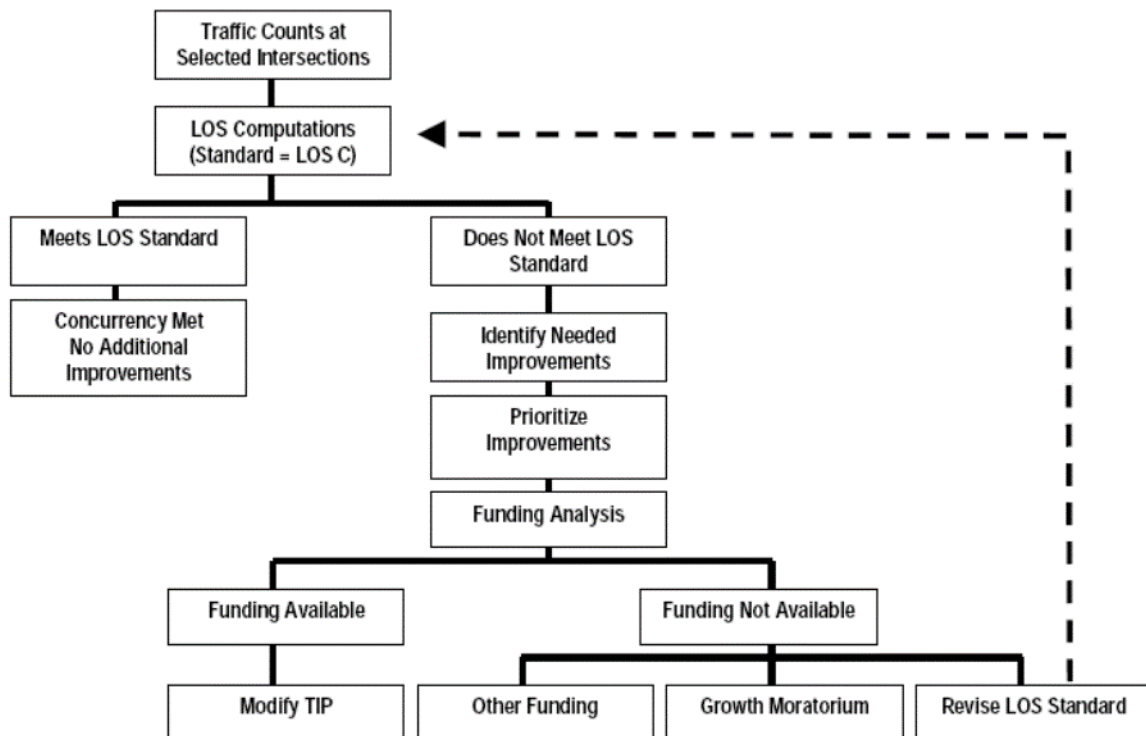 Traffic Counts at
Selected Intersections
LOS Computations
(Standard = LOS C)
Meets LOS Standard
Does Not Meet LOS
Standard
Concurrency Met
No Additional
Improvements
Identify Needed
Improvements
Prioritize
Improvements
Funding Analysis
Funding Available
Funding Not Available
Modify TIP
Other Funding
Growth Moratorium
Revise LOS Standard